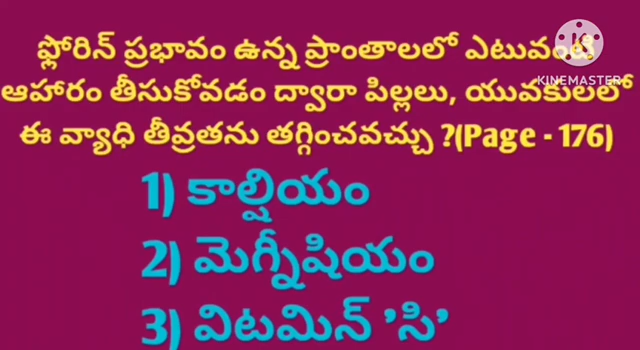 ఫ్లోరిన్ ప్రభావం ఉన్న ప్రాంతాలలో ఎటువంటి
KINEMASTER
ఆహారం తీసుకోవడం ద్వారా పిల్లలు, యువకులలో
ఈ వ్యాధి తీవ్రతను తగ్గించవచ్చు ?(Page - 176)
1) కాల్షియం
2) మెగ్నీషియం
3) విటమిన్ 'సి'